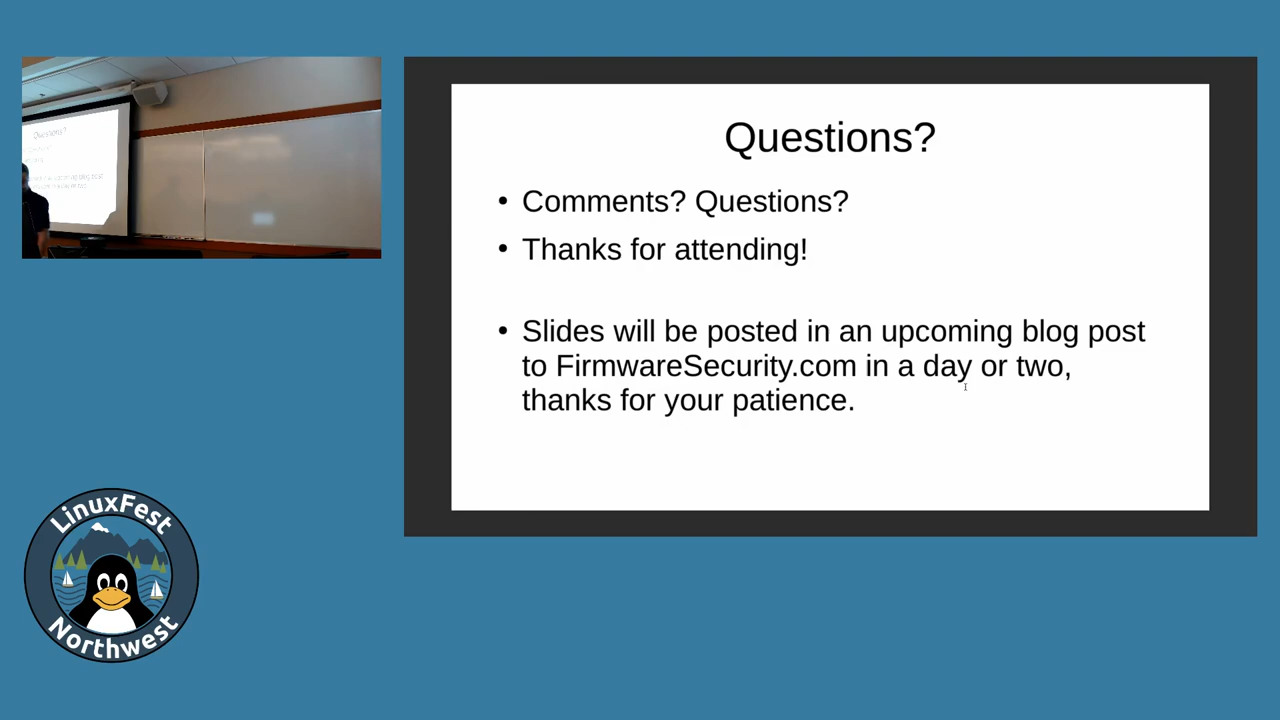 Questions?
Comments? Questions?
Thanks for attending!
Slides will be posted in an upcoming blog post
to FirmwareSecurity.com in a day or two,
thanks for your patience.
Questions?
LinuxFest
Northwest